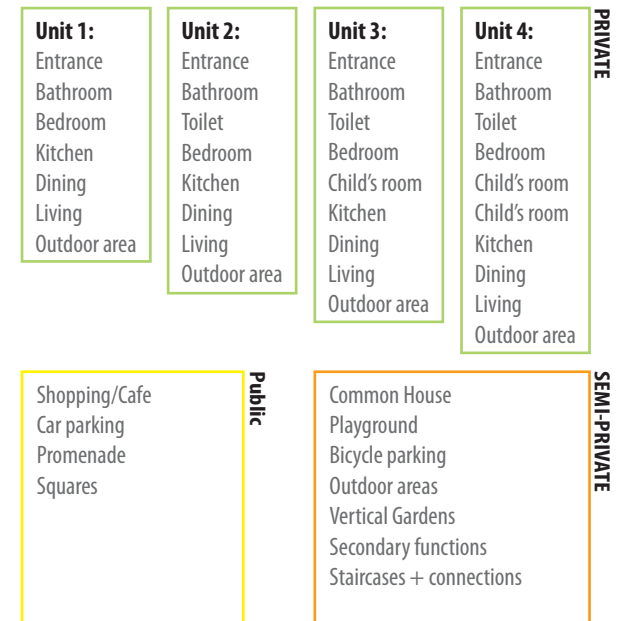 Unit 1:
Entrance
Bathroom
Bedroom
Kitchen
Dining
Living
Outdoor area
Unit 2:
Entrance
Bathroom
Toilet
Bedroom
Kitchen
Dining
Living
Outdoor area
Unit 3:
Entrance
Bathroom
Toilet
Bedroom
Child's room
Kitchen
Dining
Living
Outdoor area
Unit 4:
Entrance
Bathroom
Toilet
Bedroom
Child's room
Child's room
Kitchen
Dining
Living
Outdoor area
PRIVATE
Shopping/Cafe
Car parking
Promenade
Squares
Public
Common House
Playground
Bicycle parking
Outdoor areas
Vertical Gardens
Secondary functions
Staircases + connections
SEMI-PRIVATE